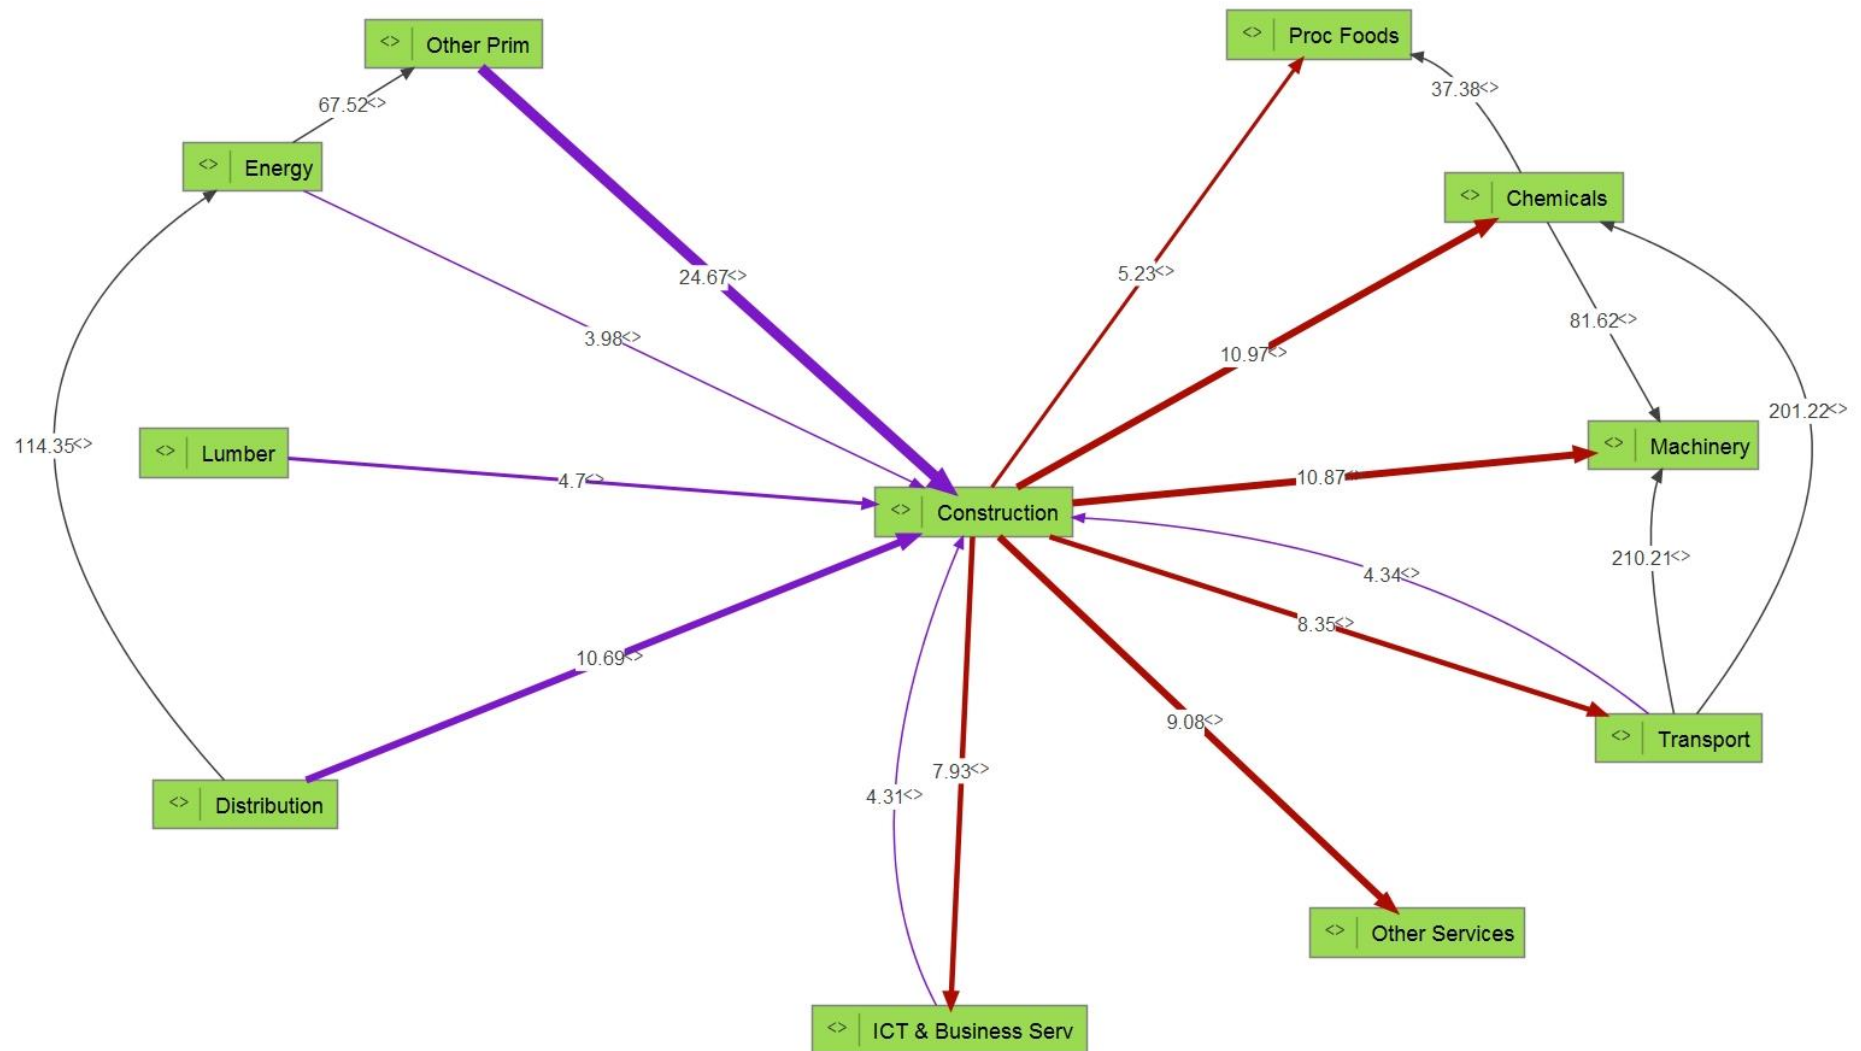 <> Other Prim
<> Proc Foods
37.38<>
67.52<>
<> Energy
<> Chemicals
24.67<>
5.23<>
81.62<>
3.98<>
10.97<>
201.22<>
114.35<>
<> Lumber
<> Machinery
4.7<>
10.87<>
<> Construction
210.21<>
4.34<>
8.35<>
10.69<>
9.08<>
<> Transport
7.93<>
4.31<>
<> Distribution
<> Other Services
<> ICT & Business Serv